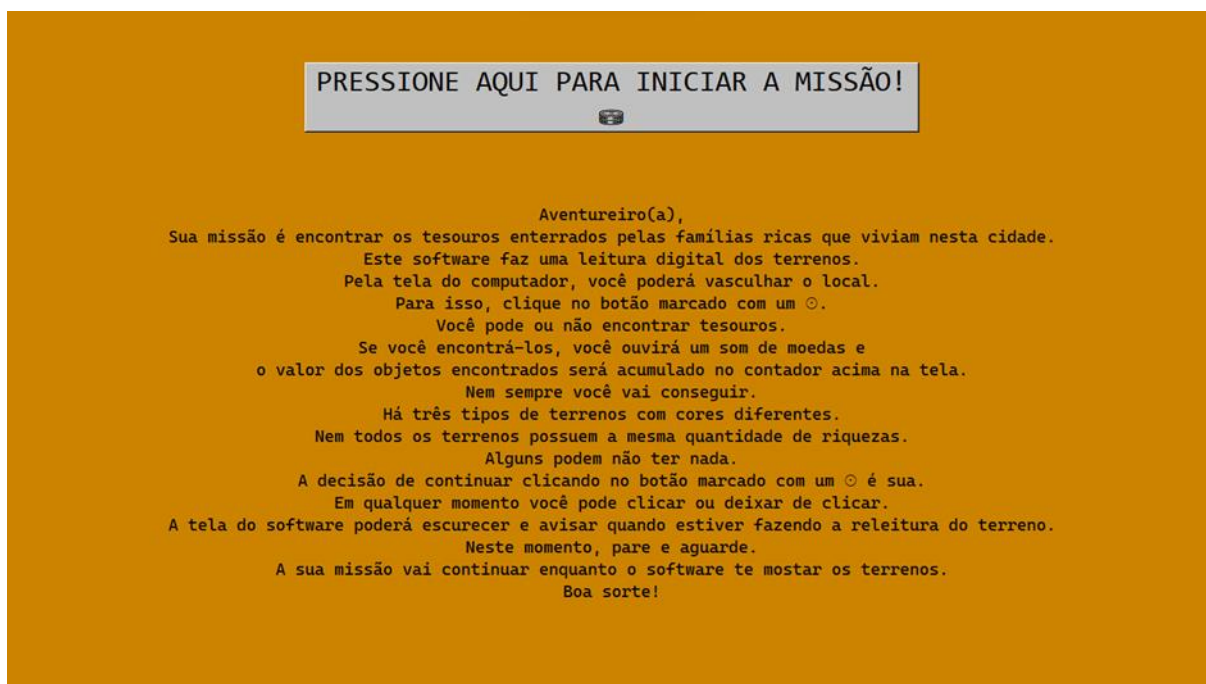 PRESSIONE AQUI PARA INICIAR A MISSÃO!
Aventureiro(a),
Sua missão é encontrar os tesouros enterrados pelas famílias ricas que viviam nesta cidade.
Este software faz uma leitura digital dos terrenos.
Pela tela do computador, você poderá vasculhar o local.
Para isso, clique no botão marcado com um ⊙.
Você pode ou não encontrar tesouros.
Se você encontrá-los, você ouvirá um som de moedas e
o valor dos objetos encontrados será acumulado no contador acima na tela.
Nem sempre você vai conseguir.
Há três tipos de terrenos com cores diferentes.
Nem todos os terrenos possuem a mesma quantidade de riquezas.
Alguns podem não ter nada.
A decisão de continuar clicando no botão marcado com um ⊙ é sua.
Em qualquer momento você pode clicar ou deixar de clicar.
A tela do software poderá escurecer e avisar quando estiver fazendo a releitura do terreno.
Neste momento, pare e aguarde.
A sua missão vai continuar enquanto o software te mostar os terrenos.
Boa sorte!